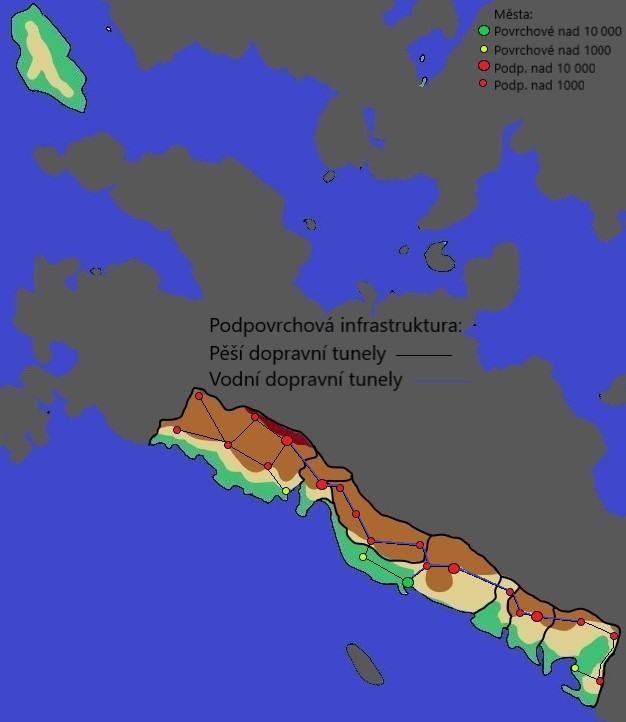 Města:
Povrchové nad 10 000
Povrchové nad 1000
Podp. nad 10 000
Podp. nad 1000
Podpovrchová infrastruktura:
Pěší dopravní tunely
Vodní dopravní tunely